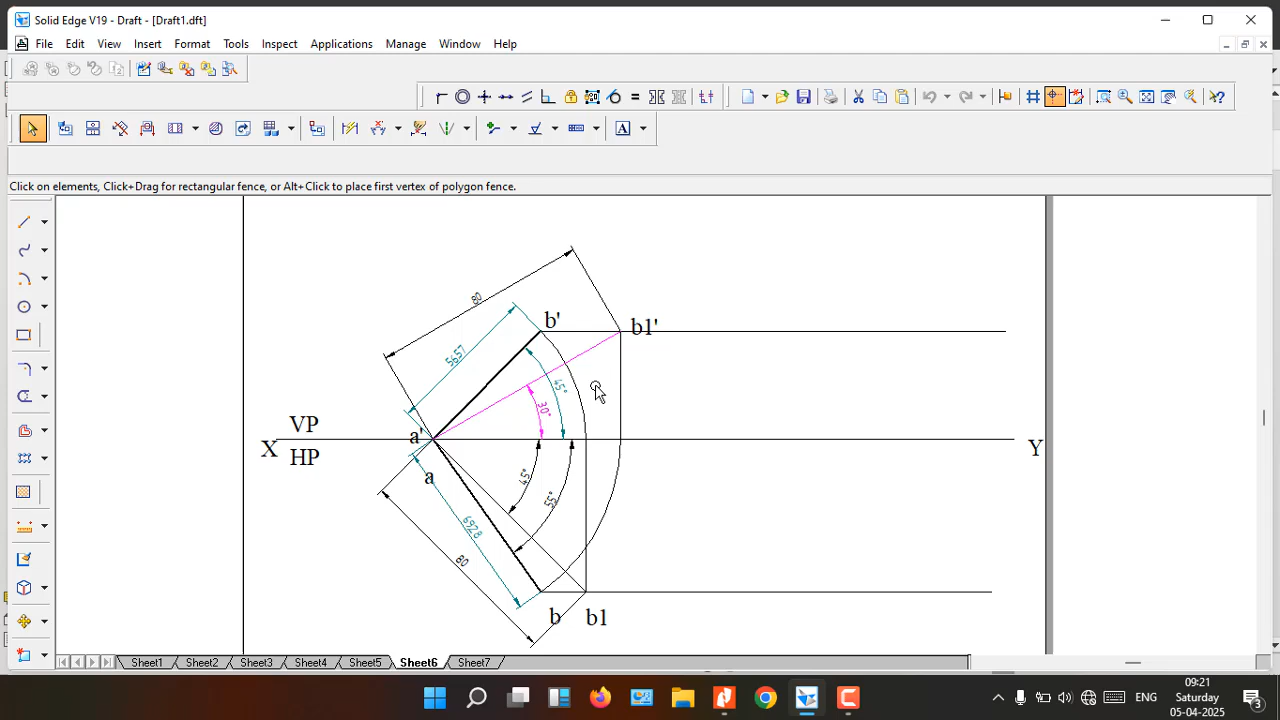 Solid Edge V19 - Draft - [Draft1.dft]
File Edit View Insert Format Tools Inspect Applications Manage Window Help
A
Click on elements, Click+Drag for rectangular fence, or Alt+Click to place first vertex of polygon fence.
80
b'
b1'
56.57
45°
30°
VP
a'
X
HP
Y
a
45°
55°
69.28
80
b
b1
Sheet1 Sheet2 Sheet3 Sheet4 Sheet5 Sheet6 Sheet7
ENG
09:21
Saturday
05-04-2025
3